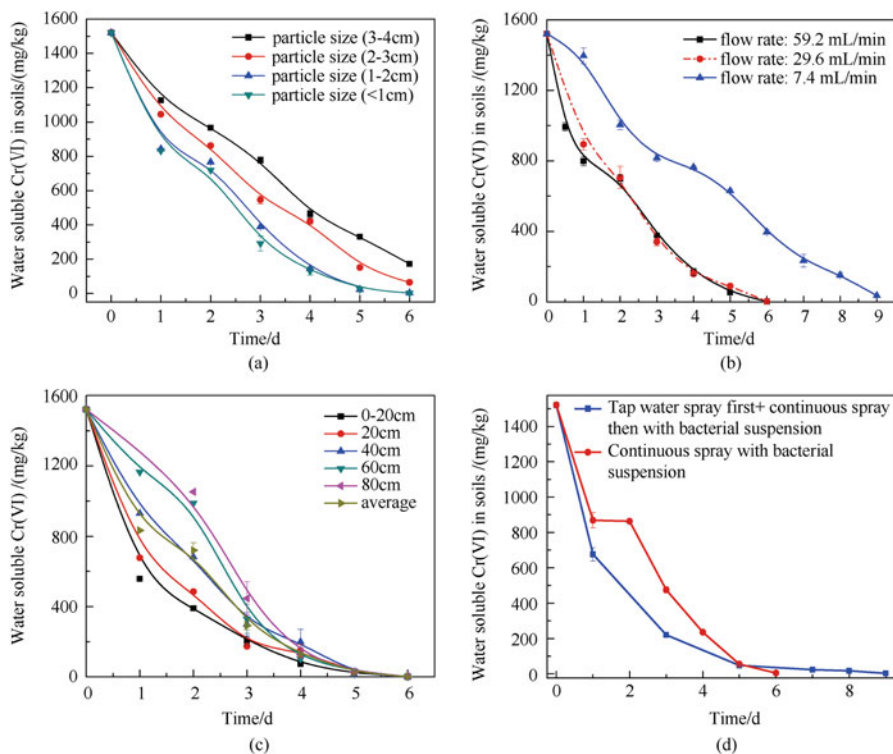 1600
1400
1200
1000
800
600
400
200
0
Water soluble Cr(VI) in soils/(mg/kg)
particle size (3-4cm)
particle size (2-3cm)
particle size (1-2cm)
particle size (<1cm)
0 1 2 3 4 5 6
Time/d
(a)
1600
1200
800
400
0
Water soluble Cr(VI) in soils /(mg/kg)
flow rate: 59.2 mL/min
flow rate: 29.6 mL/min
flow rate: 7.4 mL/min
0 1 2 3 4 5 6 7 8 9
Time/d
(b)
1600
1200
800
400
0
Water soluble Cr(VI) /(mg/kg)
0-20cm
20cm
40cm
60cm
80cm
average
0 1 2 3 4 5 6
Time/d
(c)
1400
1200
1000
800
600
400
200
0
Water soluble Cr(VI) in soils /(mg/kg)
Tap water spray first+ continuous spray
then with bacterial suspension
Continuous spray with bacterial
suspension
0 2 4 6 8
Time/d
(d)